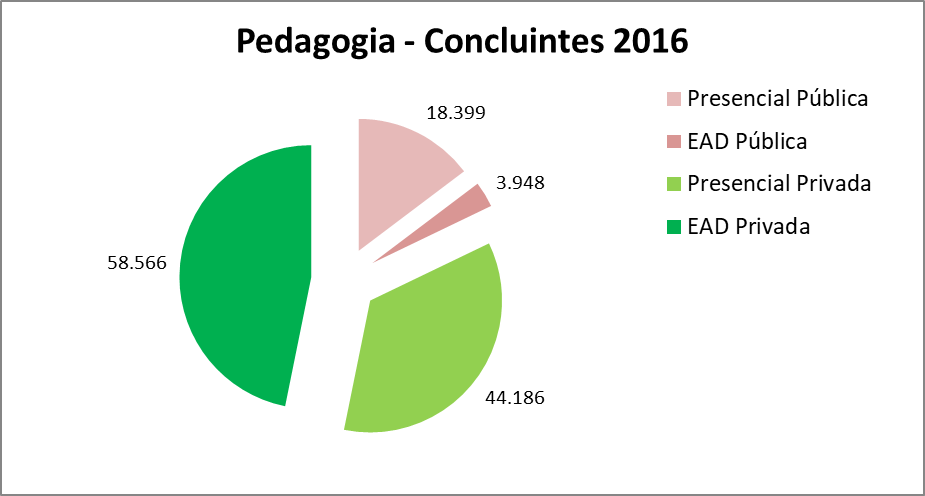 Pedagogia - Concluintes 2016
18.399
3.948
44.186
58.566
Presencial Pública
EAD Pública
Presencial Privada
EAD Privada